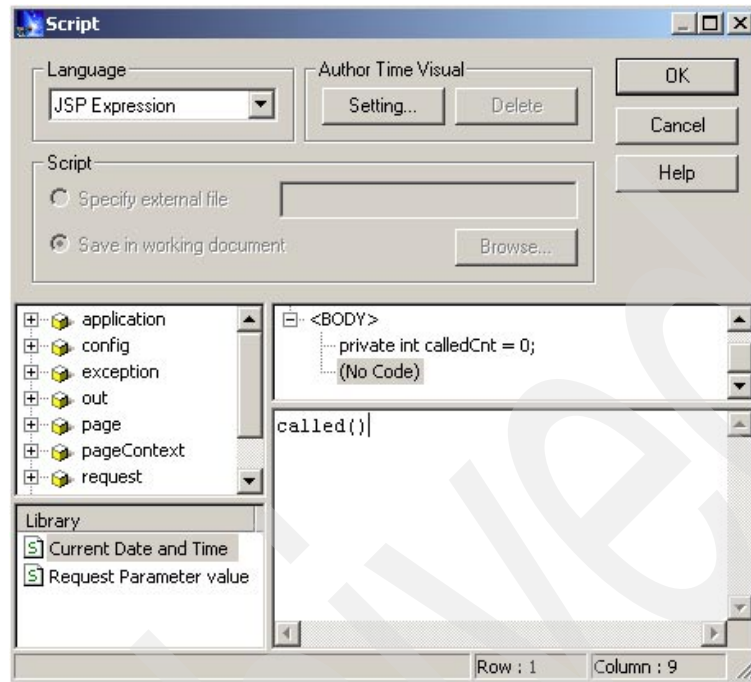 Script
Language
JSP Expression
Author Time Visual
Setting...
Delete
OK
Cancel
Help
Script
Specify external file
Save in working document
Browse...
application
config
exception
out
page
pageContext
request
<BODY>
private int calledCnt = 0;
(No Code)
called()
Library
Current Date and Time
Request Parameter value
Row : 1
Column : 9